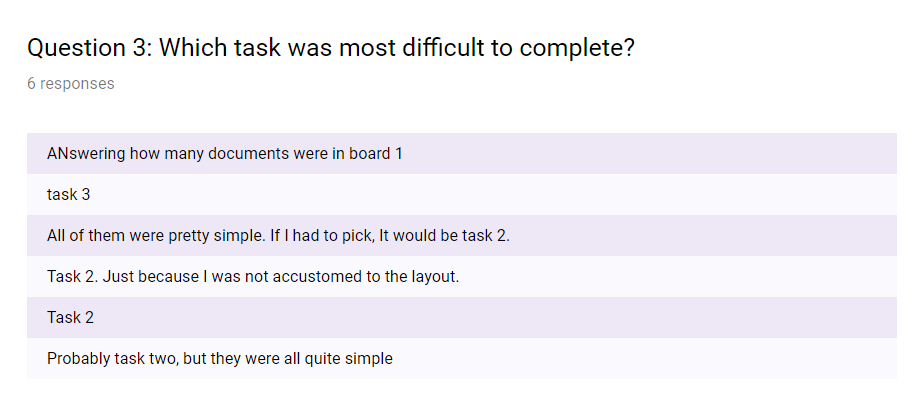 Question 3: Which task was most difficult to complete?
6 responses
ANswering how many documents were in board 1
task 3
All of them were pretty simple. If I had to pick, It would be task 2.
Task 2. Just because I was not accustomed to the layout.
Task 2
Probably task two, but they were all quite simple